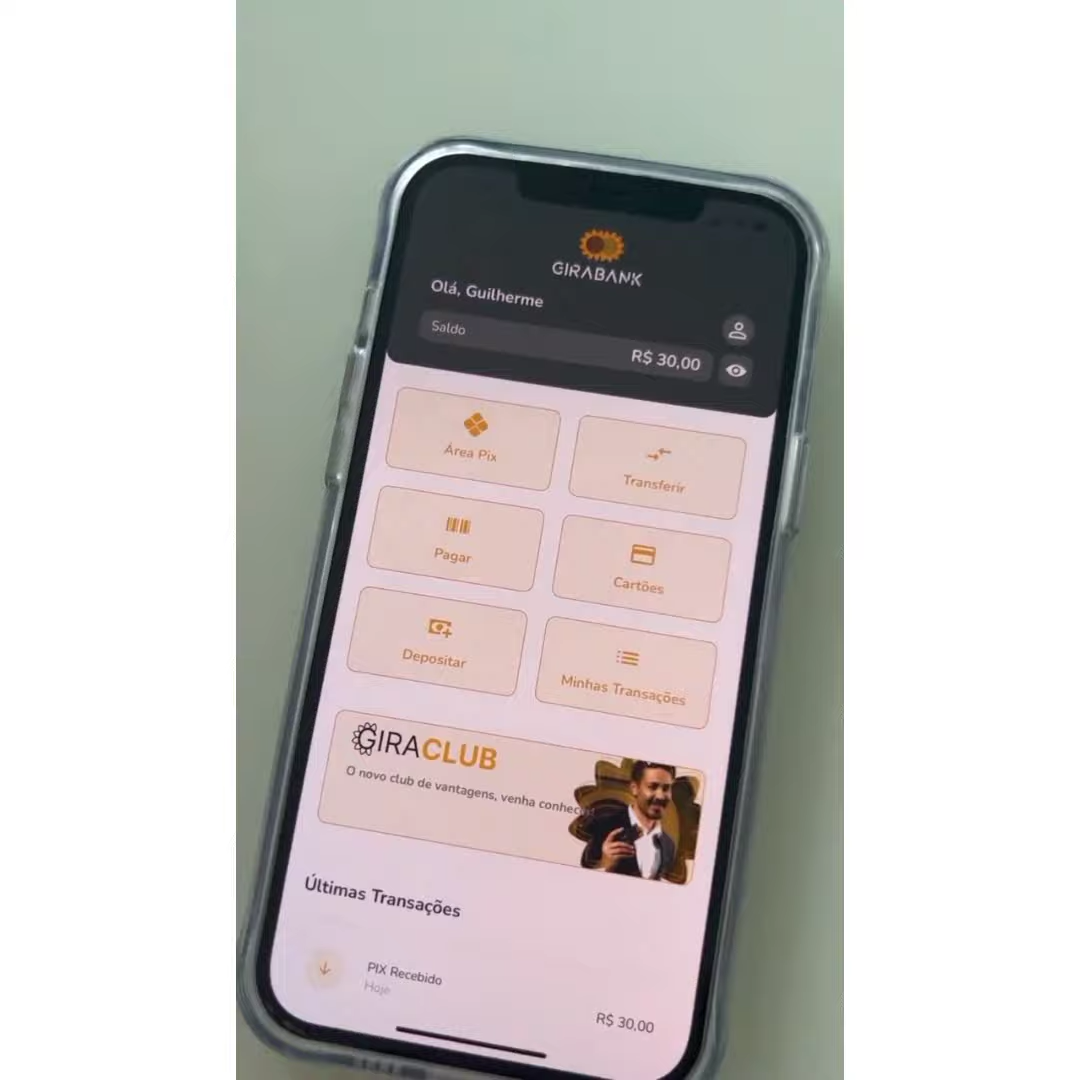 GIRABANK
Olá, Guilherme
Saldo
R$ 30,00
Área Pix
Transferir
Pagar
Cartões
Depositar
Minhas Transações
GIRACLUB
O novo club de vantagens, venha conhecer
Últimas Transações
PIX Recebido
Hoje
R$ 30,00